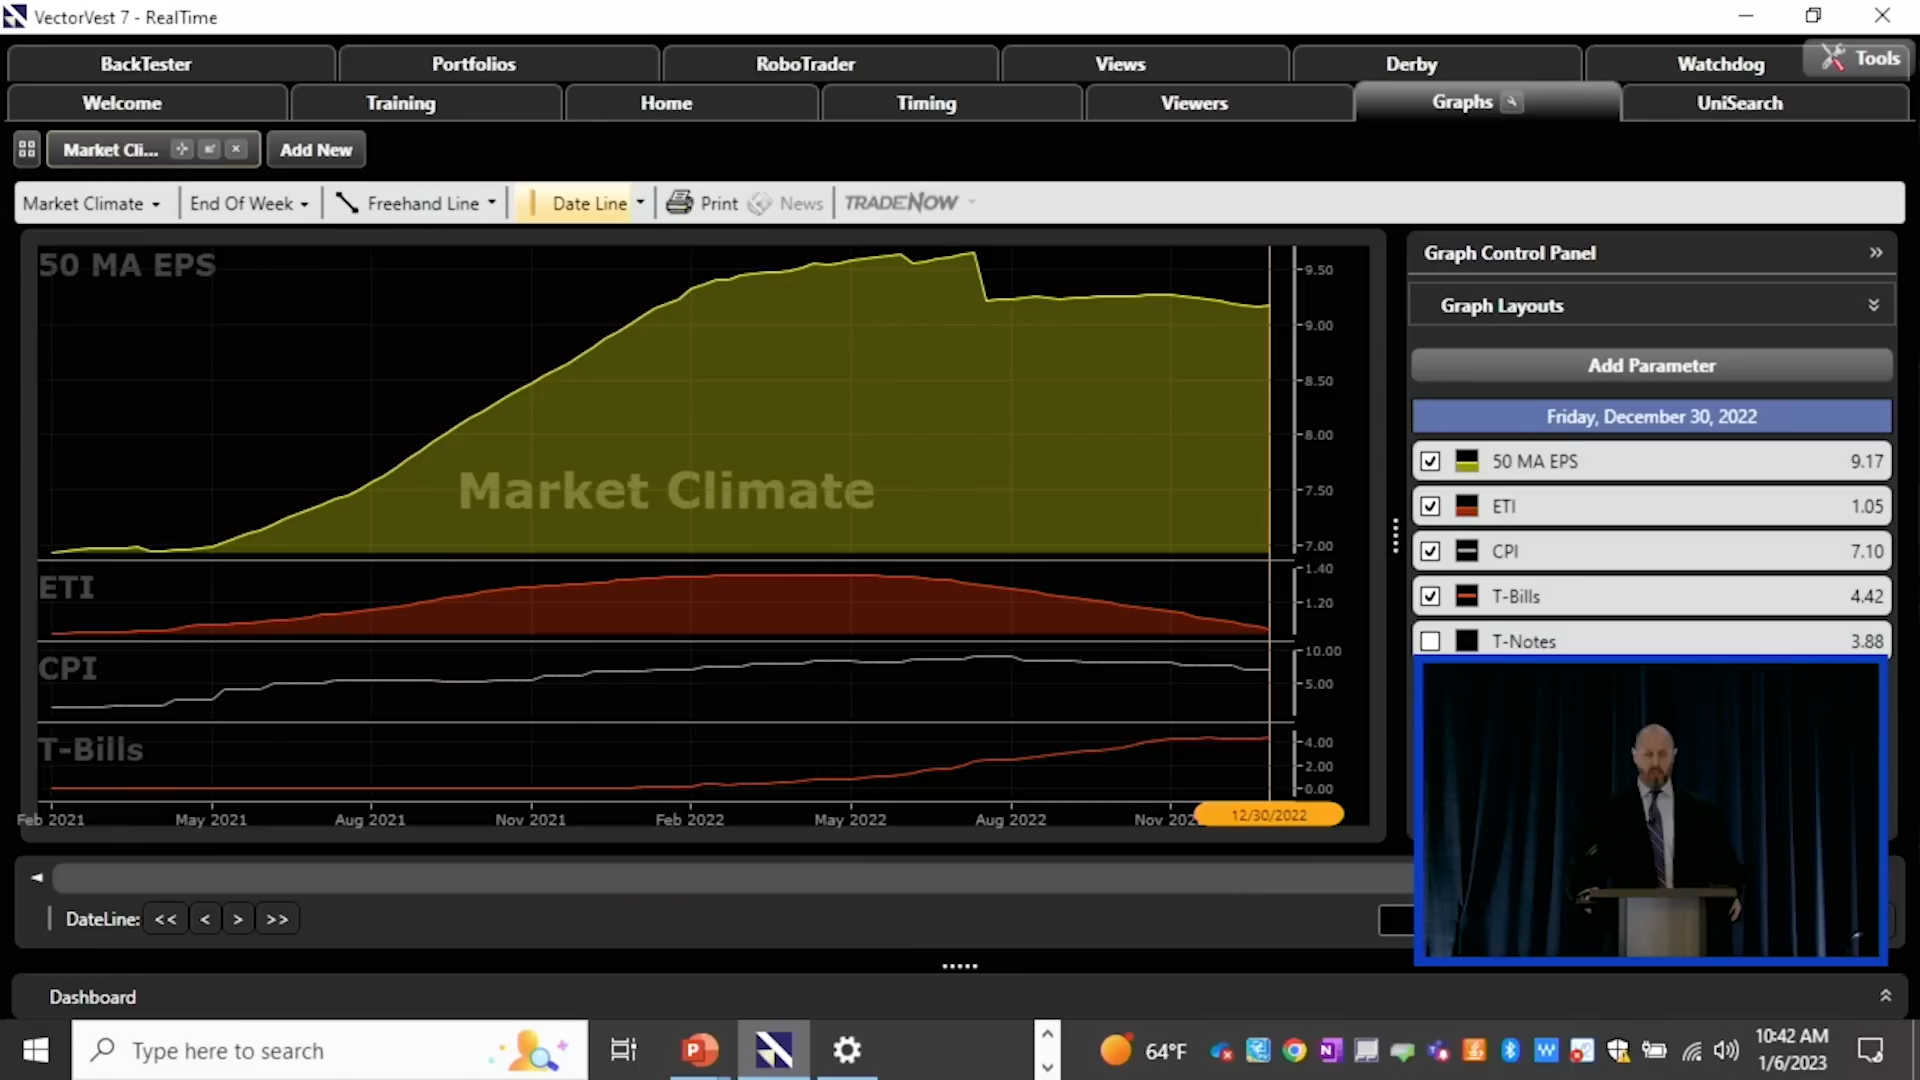 VectorVest 7 - RealTime
BackTester
Portfolios
RoboTrader
Views
Derby
Watchdog
Tools
Welcome
Training
Home
Timing
Viewers
Graphs
UniSearch
Market Cli...
Add New
Market Climate
End Of Week
Freehand Line
Date Line
Print
News
TRADENOW
50 MA EPS
9.50
9.00
8.50
8.00
7.50
7.00
Market Climate
ETI
1.40
1.20
CPI
10.00
5.00
T-Bills
4.00
2.00
0.00
Feb 2021
May 2021
Aug 2021
Nov 2021
Feb 2022
May 2022
Aug 2022
Nov 202
12/30/2022
Graph Control Panel
Graph Layouts
Add Parameter
Friday, December 30, 2022
50 MA EPS 9.17
ETI 1.05
CPI 7.10
T-Bills 4.42
T-Notes 3.88
DateLine: << < > >>
Dashboard
Type here to search
64°F
10:42 AM
1/6/2023